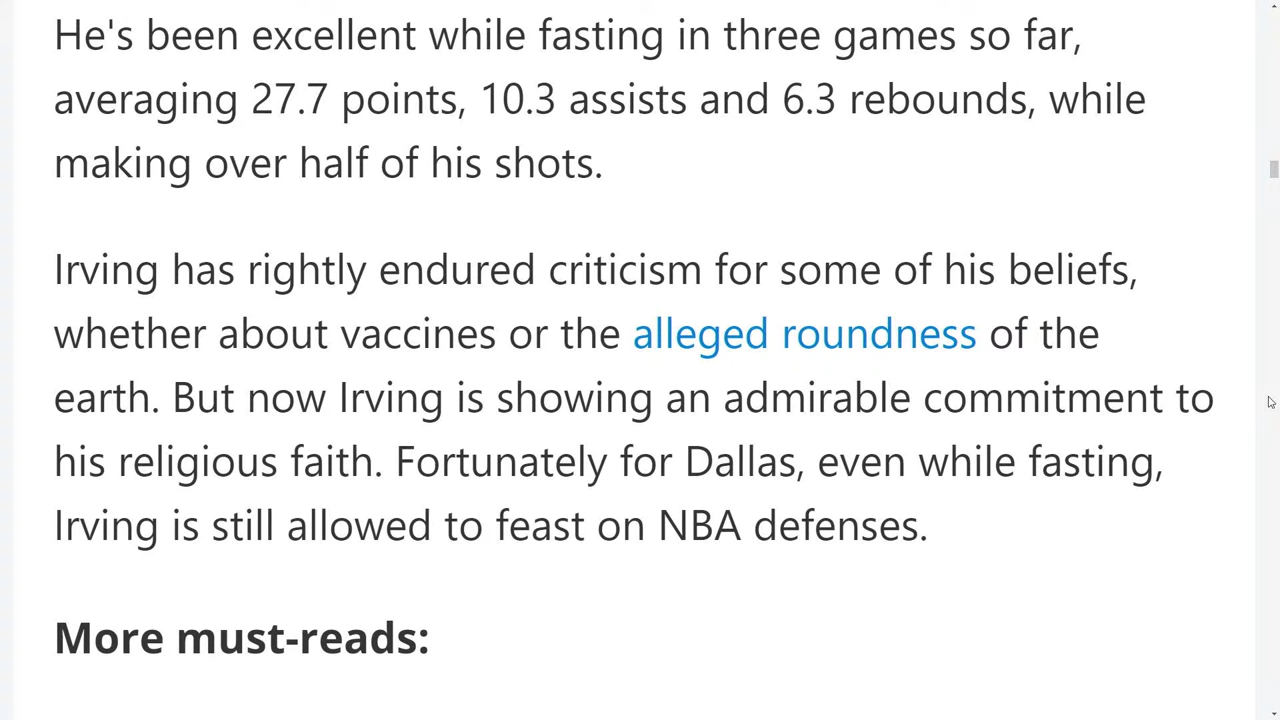 He's been excellent while fasting in three games so far,
averaging 27.7 points, 10.3 assists and 6.3 rebounds, while
making over half of his shots.
Irving has rightly endured criticism for some of his beliefs,
whether about vaccines or the alleged roundness of the
earth. But now Irving is showing an admirable commitment to
his religious faith. Fortunately for Dallas, even while fasting,
Irving is still allowed to feast on NBA defenses.
More must-reads: